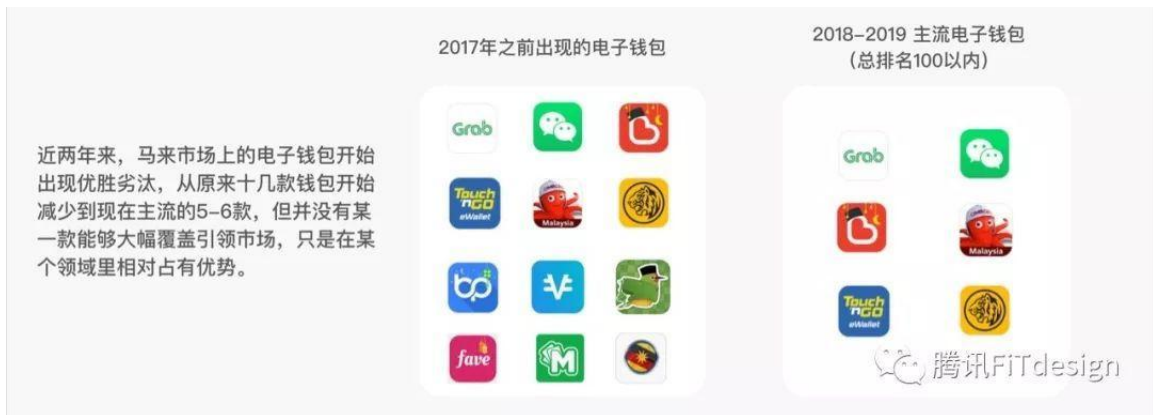 2017年之前出现的电子钱包
2018-2019 主流电子钱包
（总排名100以内）
近两年来，马来市场上的电子钱包开始
出现优胜劣汰，从原来十几款钱包开始
减少到现在主流的5-6款，但并没有某
一款能够大幅覆盖引领市场，只是在某
个领域里相对占有优势。
Grab
Touch
'nGO
eWallet
Malaysia
bp
fave
M
Grab
Malaysia
Touch
'nGO
eWallet
腾讯FiTdesign